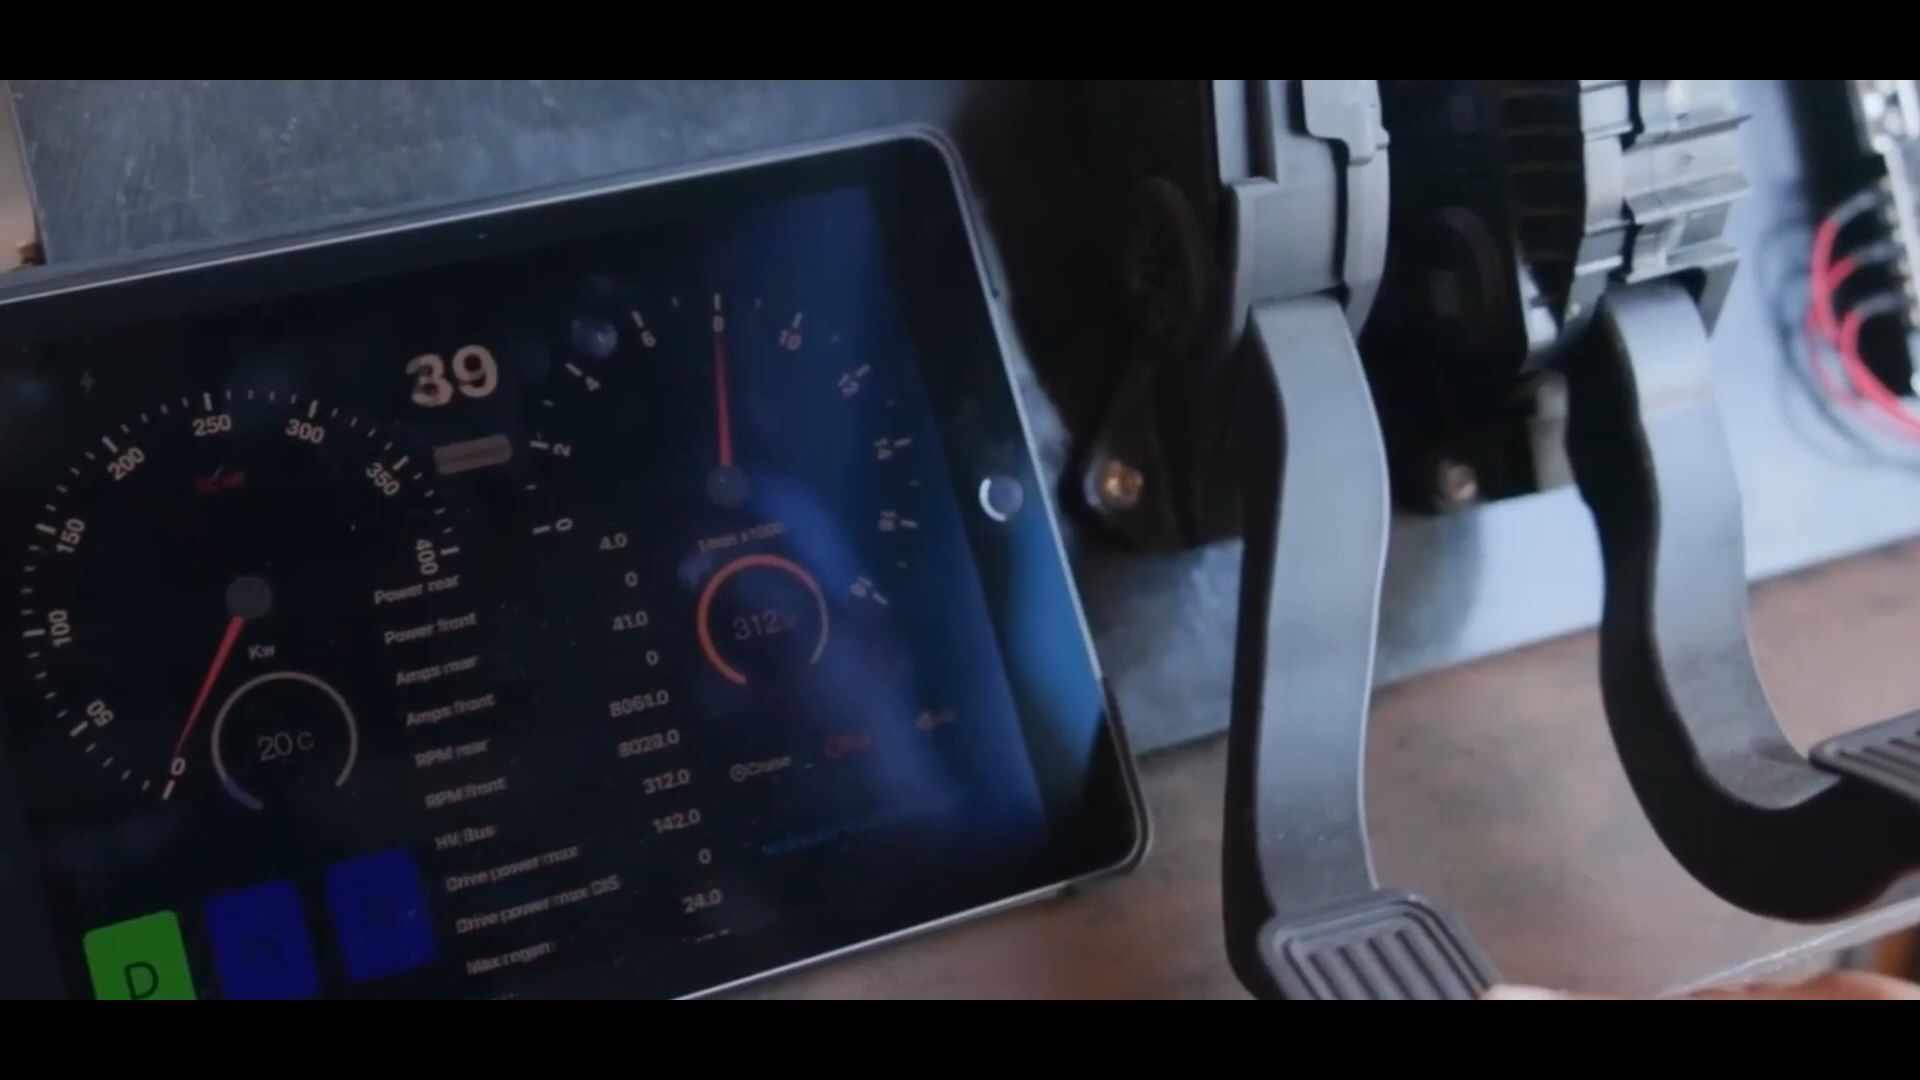 39
0
50
100
150
200
250
300
350
400
Kw
20 C
0
2
4
6
8
10
12
14
1/min x1000
312
Power rear 4.0
Power front 0
Amps rear 41.0
Amps front 0
RPM rear 8061.0
RPM front 8023.0
HV Bus 312.0
Drive power max 142.0
Drive power max DIS 0
Max regen 24.0
Cruise
D